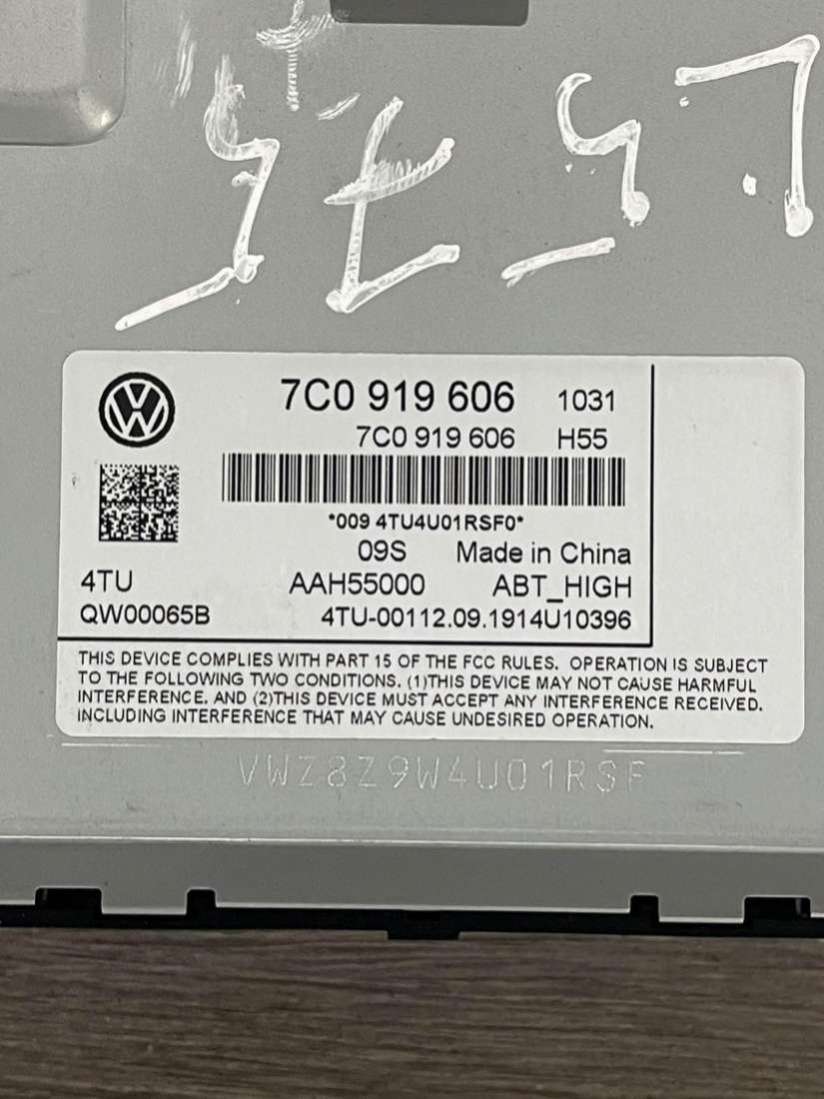 7C0 919 606 1031
7C0 919 606 H55
*009 4TU4U01RSF0*
09S Made in China
4TU AAH55000 ABT_HIGH
QW00065B 4TU-00112.09.1914U10396
THIS DEVICE COMPLIES WITH PART 15 OF THE FCC RULES. OPERATION IS SUBJECT
TO THE FOLLOWING TWO CONDITIONS. (1)THIS DEVICE MAY NOT CAUSE HARMFUL
INTERFERENCE. AND (2)THIS DEVICE MUST ACCEPT ANY INTERFERENCE RECEIVED.
INCLUDING INTERFERENCE THAT MAY CAUSE UNDESIRED OPERATION.
VWZ8Z9W4U01RSF